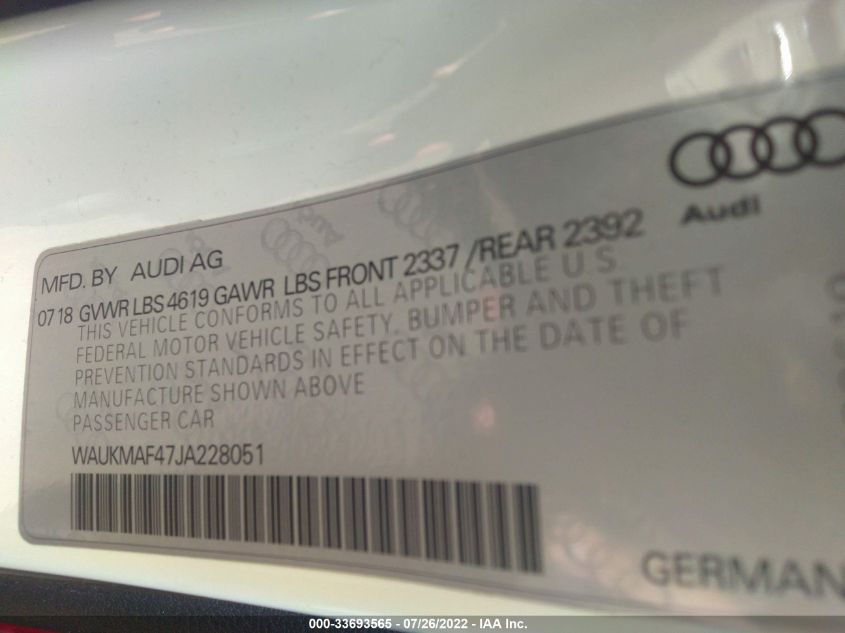 Audi
MFD. BY AUDI AG
07 18 GVWR LBS 4619 GAWR LBS FRONT 2337 / REAR 2392
THIS VEHICLE CONFORMS TO ALL APPLICABLE U S
FEDERAL MOTOR VEHICLE SAFETY, BUMPER AND THEFT
PREVENTION STANDARDS IN EFFECT ON THE DATE OF
MANUFACTURE SHOWN ABOVE
PASSENGER CAR
WAUKMAF47JA228051
GERMAN
000-33693565 - 07/26/2022 - IAA Inc.